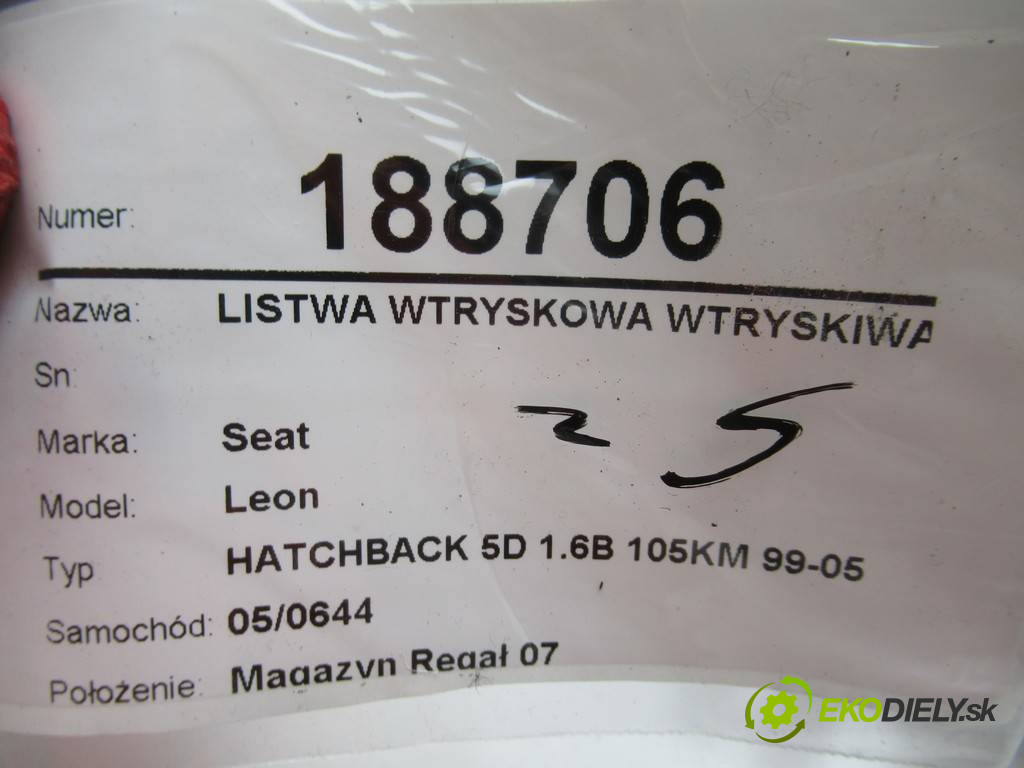 Numer: 188706
Nazwa: LISTWA WTRYSKOWA WTRYSKIWA
Sn:
25
Marka: Seat
Model: Leon
Typ HATCHBACK 5D 1.6B 105KM 99-05
Samochód: 05/0644
Położenie: Magazyn Regał 07
EKODIELY.sk